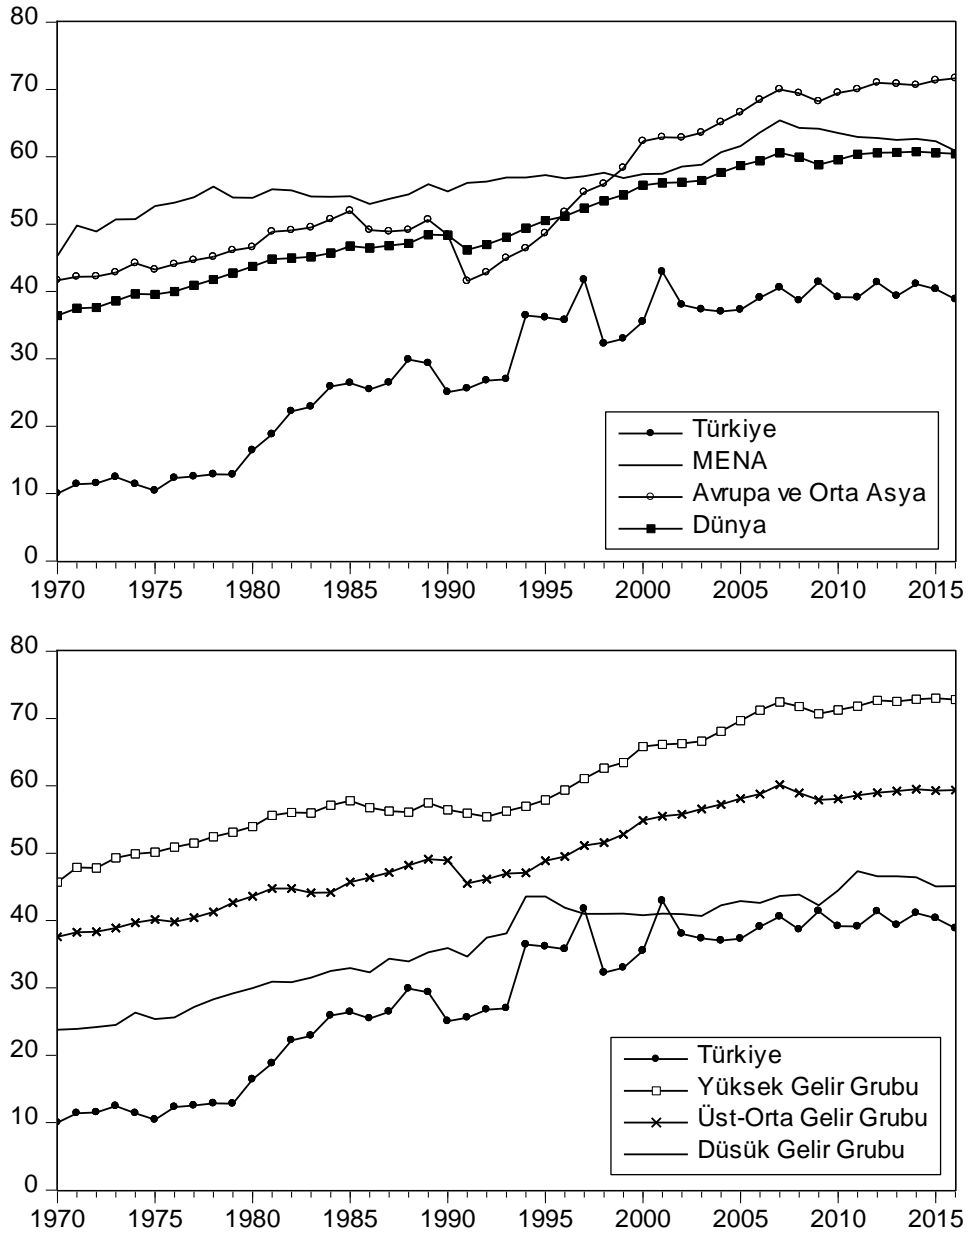 80
70
60
50
40
30
20
10
0
1970 1975 1980 1985 1990 1995 2000 2005 2010 2015
Türkiye
MENA
Avrupa ve Orta Asya
Dünya
80
70
60
50
40
30
20
10
0
1970 1975 1980 1985 1990 1995 2000 2005 2010 2015
Türkiye
Yüksek Gelir Grubu
Üst-Orta Gelir Grubu
Düsük Gelir Grubu